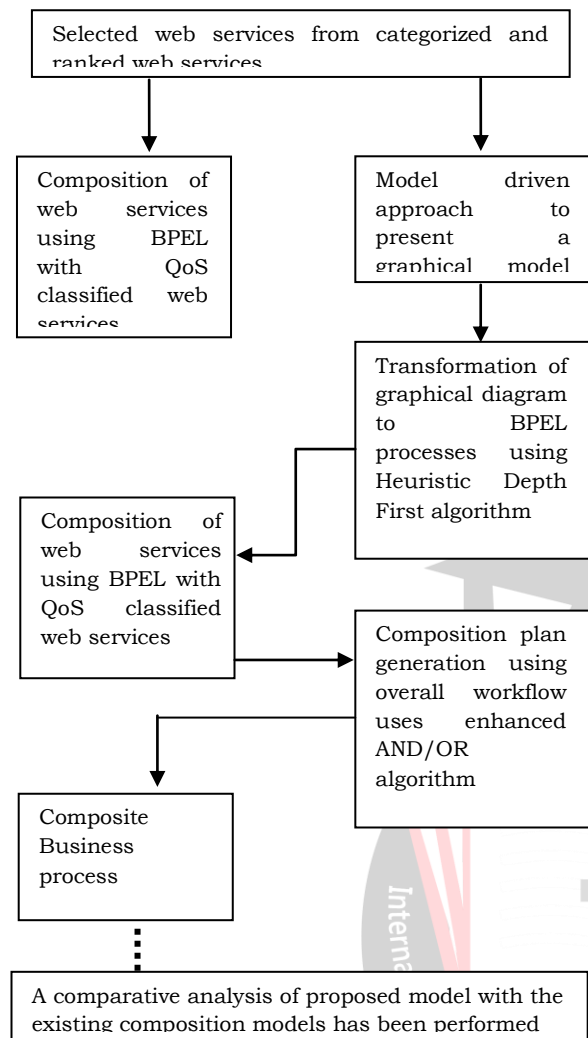 Selected web services from categorized and
ranked web services
Composition of
web services
using BPEL
with QoS
classified web
services
Model driven
approach to
present a
graphical model
Transformation of
graphical diagram
to BPEL
processes using
Heuristic Depth
First algorithm
Composition of
web services
using BPEL with
QoS classified
web services
Composition plan
generation using
overall workflow
uses enhanced
AND/OR
algorithm
Composite
Business
process
A comparative analysis of proposed model with the
existing composition models has been performed